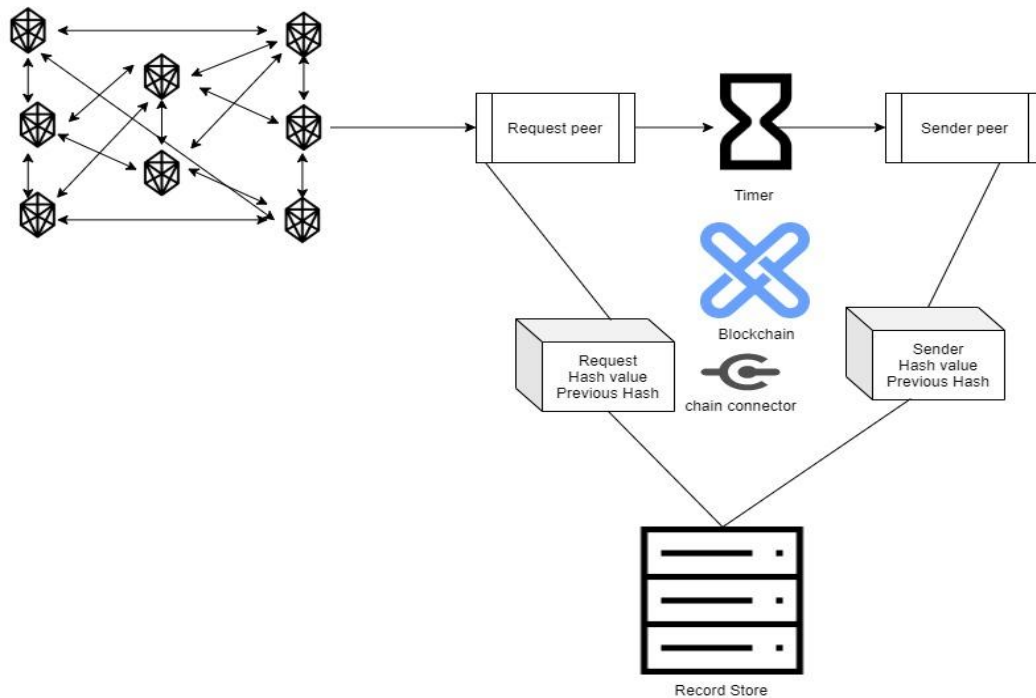 Request peer
Sender peer
Timer
Blockchain
Request
Hash value
Previous Hash
Sender
Hash value
Previous Hash
chain connector
Record Store